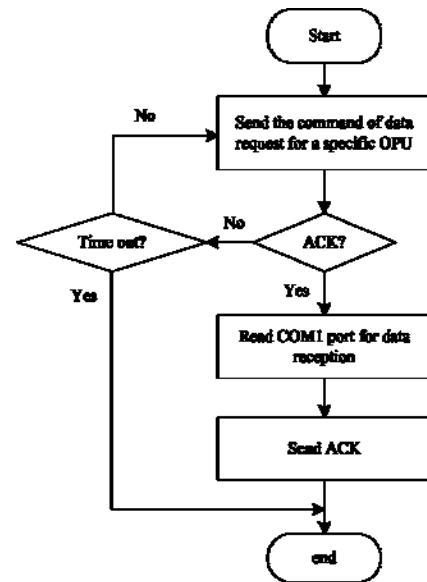 Start
No
Send the command of data
request for a specific OPU
Time out?
No
ACK?
Yes
Yes
Read COM1 port for data
reception
Send ACK
end